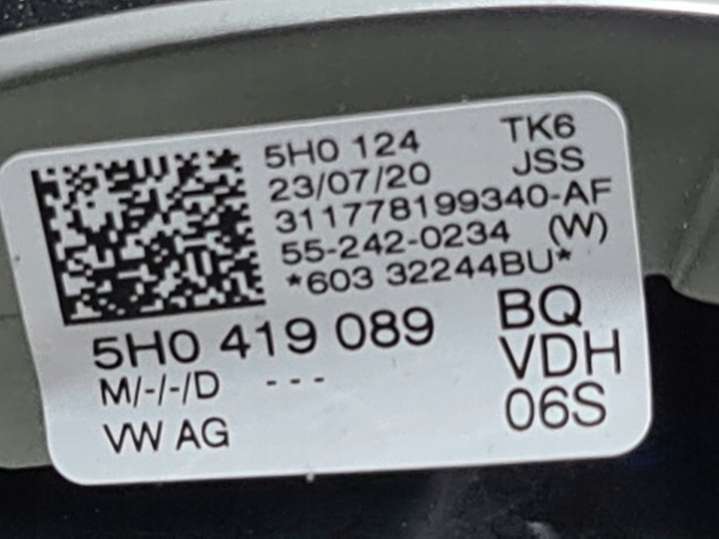 5H0 124 TK6
23/07/20 JSS
311778199340-AF
55-242-0234 (W)
*603 32244BU*
5H0 419 089 BQ
M/-/-/D --- VDH
VW AG 06S